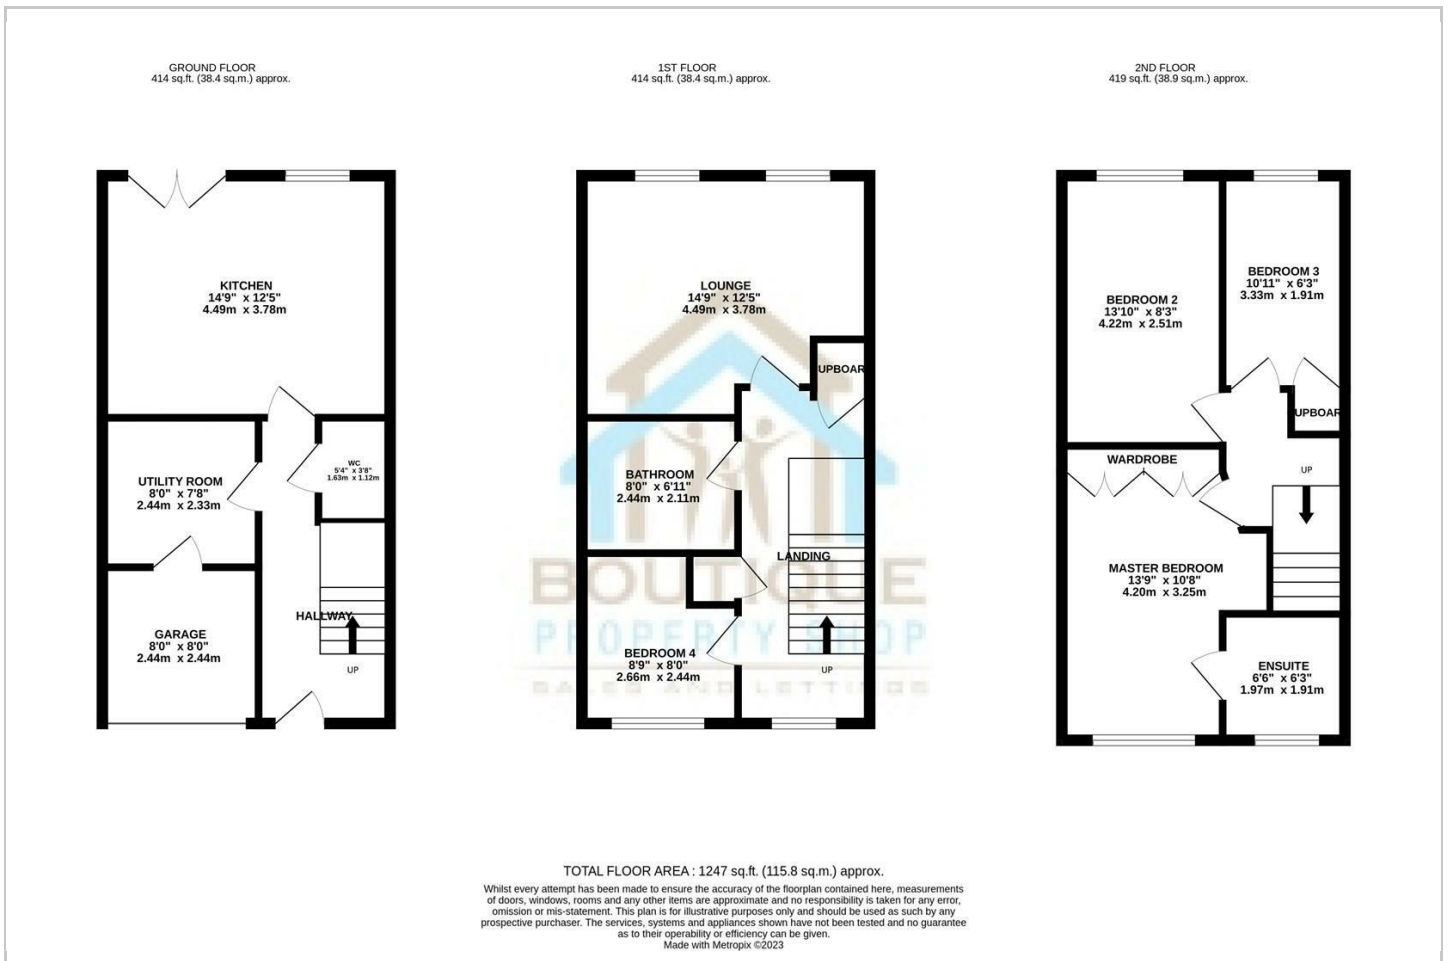 GROUND FLOOR
414 sq.ft. (38.4 sq.m.) approx.
KITCHEN
14'9" x 12'5"
4.49m x 3.78m
UTILITY ROOM
8'0" x 7'8"
2.44m x 2.33m
WC
5'4" x 3'8"
1.63m x 1.12m
GARAGE
8'0" x 8'0"
2.44m x 2.44m
HALLWAY
UP
1ST FLOOR
414 sq.ft. (38.4 sq.m.) approx.
LOUNGE
14'9" x 12'5"
4.49m x 3.78m
UPBOAR
BATHROOM
8'0" x 6'11"
2.44m x 2.11m
LANDING
BEDROOM 4
8'9" x 8'0"
2.66m x 2.44m
UP
BOUTIQUE
PROPERTY SHOP
SALES AND LETTINGS
2ND FLOOR
419 sq.ft. (38.9 sq.m.) approx.
BEDROOM 2
13'10" x 8'3"
4.22m x 2.51m
BEDROOM 3
10'11" x 6'3"
3.33m x 1.91m
UPBOAR
WARDROBE
UP
MASTER BEDROOM
13'9" x 10'8"
4.20m x 3.25m
ENSUITE
6'6" x 6'3"
1.97m x 1.91m
TOTAL FLOOR AREA : 1247 sq.ft. (115.8 sq.m.) approx.
Whilst every attempt has been made to ensure the accuracy of the floorplan contained here, measurements
of doors, windows, rooms and any other items are approximate and no responsibility is taken for any error,
omission or mis-statement. This plan is for illustrative purposes only and should be used as such by any
prospective purchaser. The services, systems and appliances shown have not been tested and no guarantee
as to their operability or efficiency can be given.
Made with Metropix ©2023